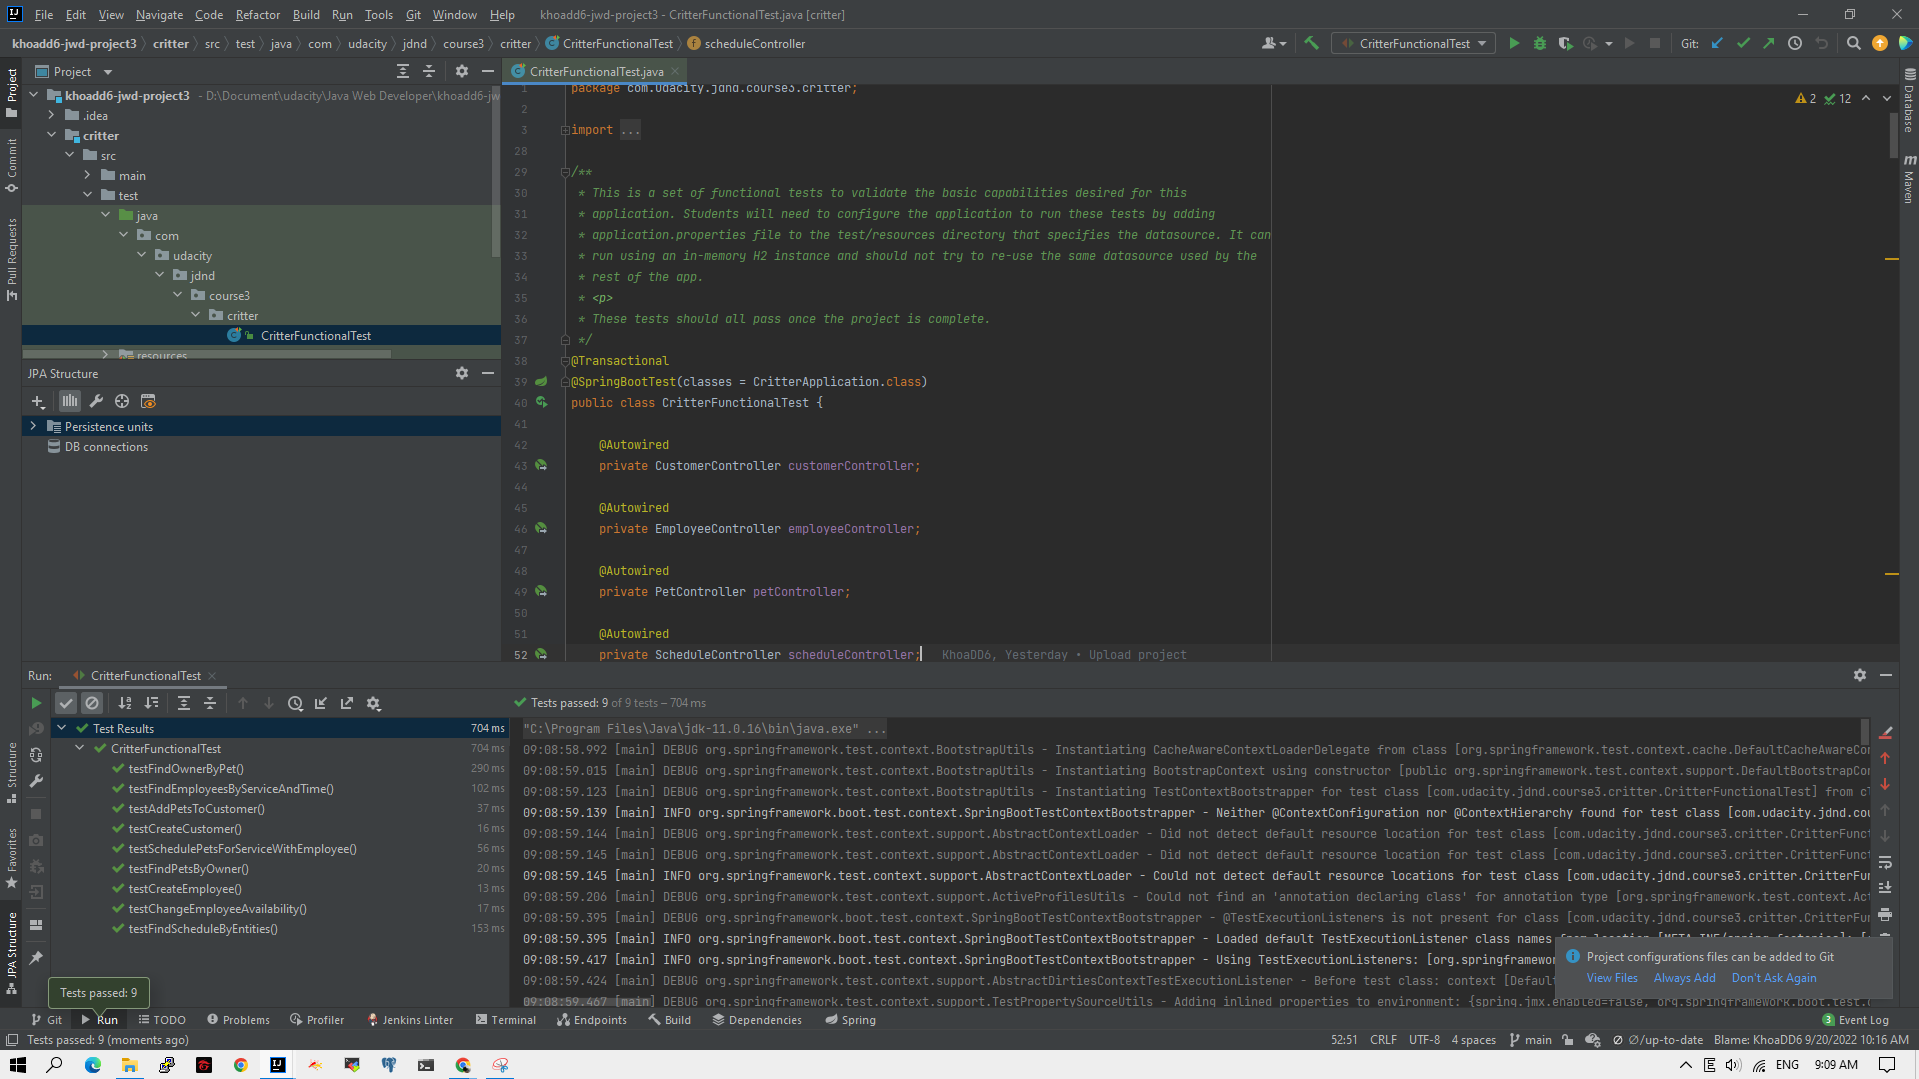 File Edit View Navigate Code Refactor Build Run Tools Git Window Help khoadd6-jwd-project3 - CritterFunctionalTest.java [critter]
khoadd6-jwd-project3 critter src test java com udacity jdnd course3 critter CritterFunctionalTest scheduleController
CritterFunctionalTest Git:
Project
khoadd6-jwd-project3 - D:\Document\udacity\Java Web Developer\khoadd6-jw
.idea
critter
src
main
test
java
com
udacity
jdnd
course3
critter
CritterFunctionalTest
resources
JPA Structure
Persistence units
DB connections
Project
Commit
Pull Requests
Structure
Favorites
JPA Structure
CritterFunctionalTest.java
2 12
1 package com.udacity.jdnd.course3.critter;
2
3 import ...
28
29 /**
30 * This is a set of functional tests to validate the basic capabilities desired for this
31 * application. Students will need to configure the application to run these tests by adding
32 * application.properties file to the test/resources directory that specifies the datasource. It can
33 * run using an in-memory H2 instance and should not try to re-use the same datasource used by the
34 * rest of the app.
35 * <p>
36 * These tests should all pass once the project is complete.
37 */
38 @Transactional
39 @SpringBootTest(classes = CritterApplication.class)
40 public class CritterFunctionalTest {
41
42 @Autowired
43 private CustomerController customerController;
44
45 @Autowired
46 private EmployeeController employeeController;
47
48 @Autowired
49 private PetController petController;
50
51 @Autowired
52 private ScheduleController scheduleController; KhoaDD6, Yesterday • Upload project
Database
Maven
Run: CritterFunctionalTest
Tests passed: 9 of 9 tests – 704 ms
Test Results 704 ms
CritterFunctionalTest 704 ms
testFindOwnerByPet() 290 ms
testFindEmployeesByServiceAndTime() 102 ms
testAddPetsToCustomer() 37 ms
testCreateCustomer() 16 ms
testSchedulePetsForServiceWithEmployee() 56 ms
testFindPetsByOwner() 20 ms
testCreateEmployee() 13 ms
testChangeEmployeeAvailability() 17 ms
testFindScheduleByEntities() 153 ms
"C:\Program Files\Java\jdk-11.0.16\bin\java.exe" ...
09:08:58.992 [main] DEBUG org.springframework.test.context.BootstrapUtils - Instantiating CacheAwareContextLoaderDelegate from class [org.springframework.test.context.cache.DefaultCacheAwareCon
09:08:59.015 [main] DEBUG org.springframework.test.context.BootstrapUtils - Instantiating BootstrapContext using constructor [public org.springframework.test.context.support.DefaultBootstrapCon
09:08:59.123 [main] DEBUG org.springframework.test.context.BootstrapUtils - Instantiating TestContextBootstrapper for test class [com.udacity.jdnd.course3.critter.CritterFunctionalTest] from cl
09:08:59.139 [main] INFO org.springframework.boot.test.context.SpringBootTestContextBootstrapper - Neither @ContextConfiguration nor @ContextHierarchy found for test class [com.udacity.jdnd.cou
09:08:59.144 [main] DEBUG org.springframework.test.context.support.AbstractContextLoader - Did not detect default resource location for test class [com.udacity.jdnd.course3.critter.CritterFunct
09:08:59.145 [main] DEBUG org.springframework.test.context.support.AbstractContextLoader - Did not detect default resource location for test class [com.udacity.jdnd.course3.critter.CritterFunct
09:08:59.145 [main] INFO org.springframework.test.context.support.AbstractContextLoader - Could not detect default resource locations for test class [com.udacity.jdnd.course3.critter.CritterFun
09:08:59.206 [main] DEBUG org.springframework.test.context.support.ActiveProfilesUtils - Could not find an 'annotation declaring class' for annotation type [org.springframework.test.context.Act
09:08:59.395 [main] DEBUG org.springframework.boot.test.context.SpringBootTestContextBootstrapper - @TestExecutionListeners is not present for class [com.udacity.jdnd.course3.critter.CritterFun
09:08:59.395 [main] INFO org.springframework.boot.test.context.SpringBootTestContextBootstrapper - Loaded default TestExecutionListener class names from location [META-INF/spring.factories]: [
09:08:59.417 [main] INFO org.springframework.boot.test.context.SpringBootTestContextBootstrapper - Using TestExecutionListeners: [org.springframewo
09:08:59.424 [main] DEBUG org.springframework.test.context.support.AbstractDirtiesContextTestExecutionListener - Before test class: context [Defaul
09:08:59.467 [main] DEBUG org.springframework.test.context.support.TestPropertySourceUtils - Adding inlined properties to environment: {spring.jmx.enabled=false, org.springframework.boot.test.c
Project configurations files can be added to Git
View Files Always Add Don't Ask Again
Tests passed: 9
Git Run TODO Problems Profiler Jenkins Linter Terminal Endpoints Build Dependencies Spring 3 Event Log
Tests passed: 9 (moments ago) 52:51 CRLF UTF-8 4 spaces main ∅/up-to-date Blame: KhoaDD6 9/20/2022 10:16 AM
ENG 9:09 AM